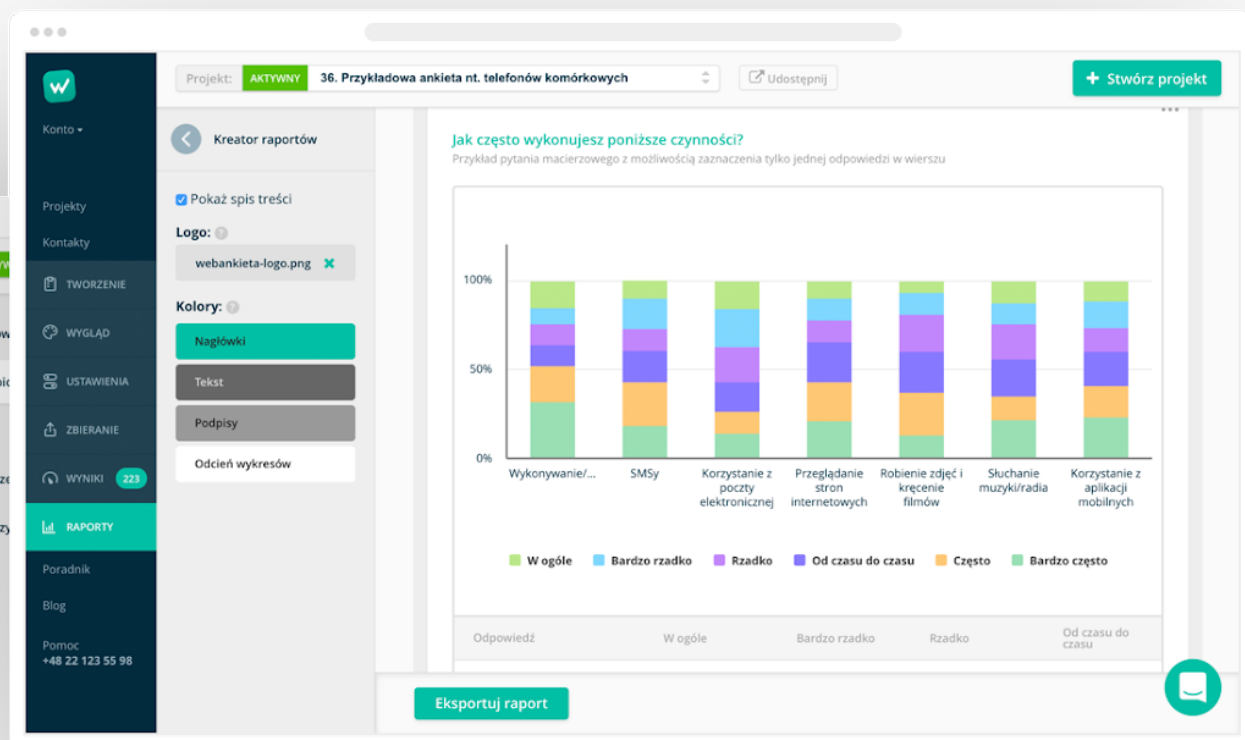 Projekt: AKTYWNY 36. Przykładowa ankieta nt. telefonów komórkowych
Udostępnij
+ Stwórz projekt
Konto
Projekty
Kontakty
TWORZENIE
WYGLĄD
USTAWIENIA
ZBIERANIE
WYNIKI 223
RAPORTY
Poradnik
Blog
Pomoc
+48 22 123 55 98
Kreator raportów
Pokaż spis treści
Logo: ?
webankieta-logo.png
Kolory: ?
Nagłówki
Tekst
Podpisy
Odcień wykresów
Jak często wykonujesz poniższe czynności?
Przykład pytania macierzowego z możliwością zaznaczenia tylko jednej odpowiedzi w wierszu
100%
50%
0%
Wykonywanie/...
SMSy
Korzystanie z
poczty
elektronicznej
Przeglądanie
stron
internetowych
Robienie zdjęć i
kręcenie
filmów
Słuchanie
muzyki/radia
Korzystanie z
aplikacji
mobilnych
W ogóle Bardzo rzadko Rzadko Od czasu do czasu Często Bardzo często
Odpowiedź W ogóle Bardzo rzadko Rzadko Od czasu do
czasu
Eksportuj raport